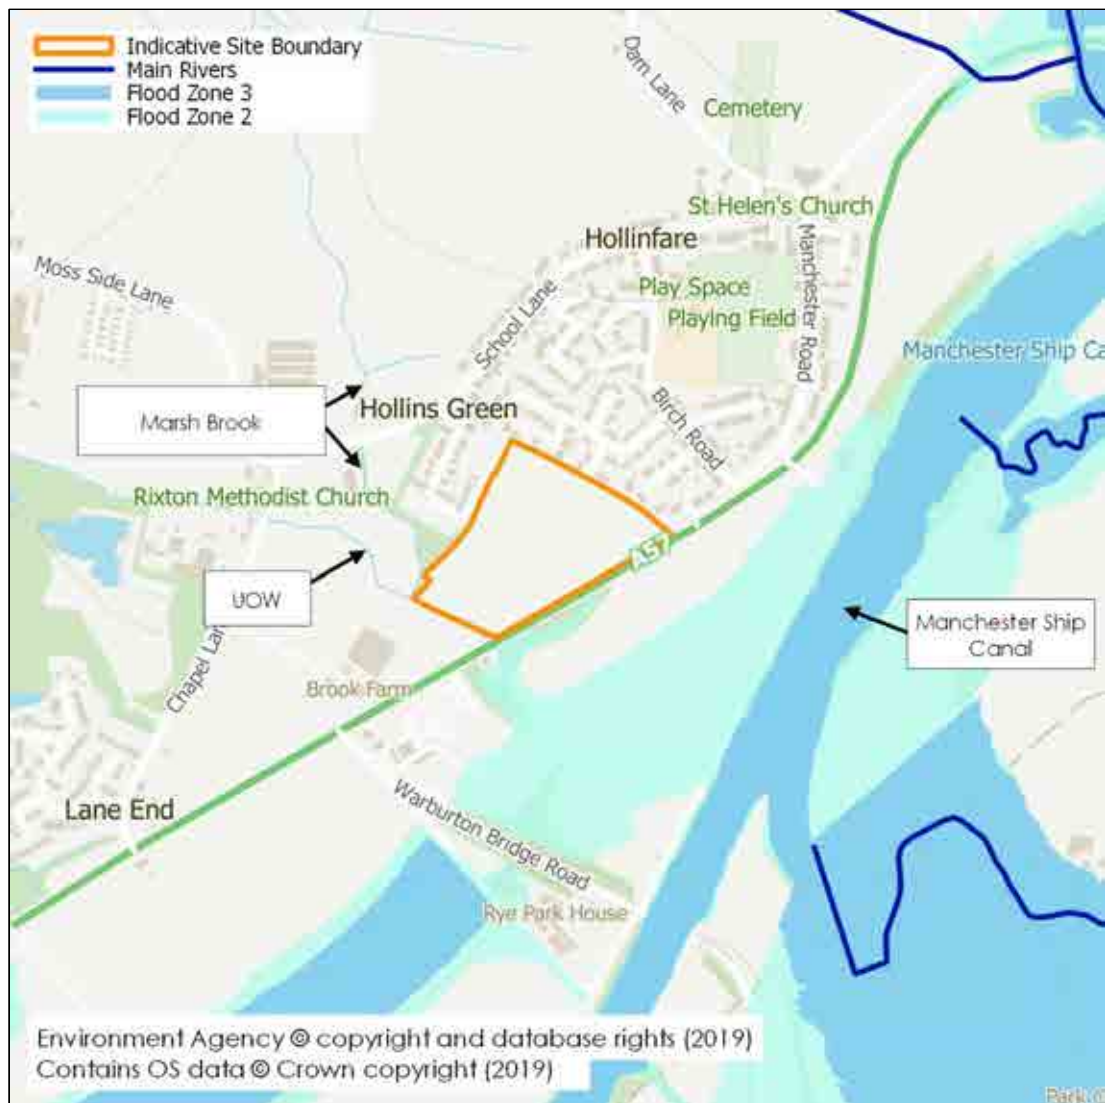 Indicative Site Boundary
Main Rivers
Flood Zone 3
Flood Zone 2
Dam Lane
Cemetery
St Helen's Church
Hollinfare
Manchester Road
Moss Side Lane
Play Space
School Lane
Playing Field
Manchester Ship Ca
Marsh Brook
Hollins Green
Birch Road
Rixton Methodist Church
A57
UOW
Manchester Ship
Canal
Chapel Lan
Brook Farm
Lane End
Warburton Bridge Road
Rye Park House
Environment Agency © copyright and database rights (2019)
Contains OS data © Crown copyright (2019)
Park